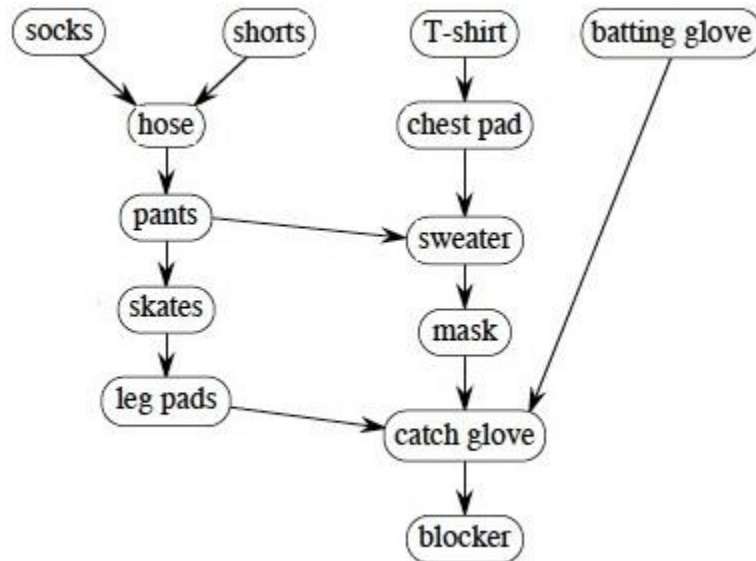 socks
shorts
T-shirt
batting glove
hose
chest pad
pants
sweater
skates
mask
leg pads
catch glove
blocker